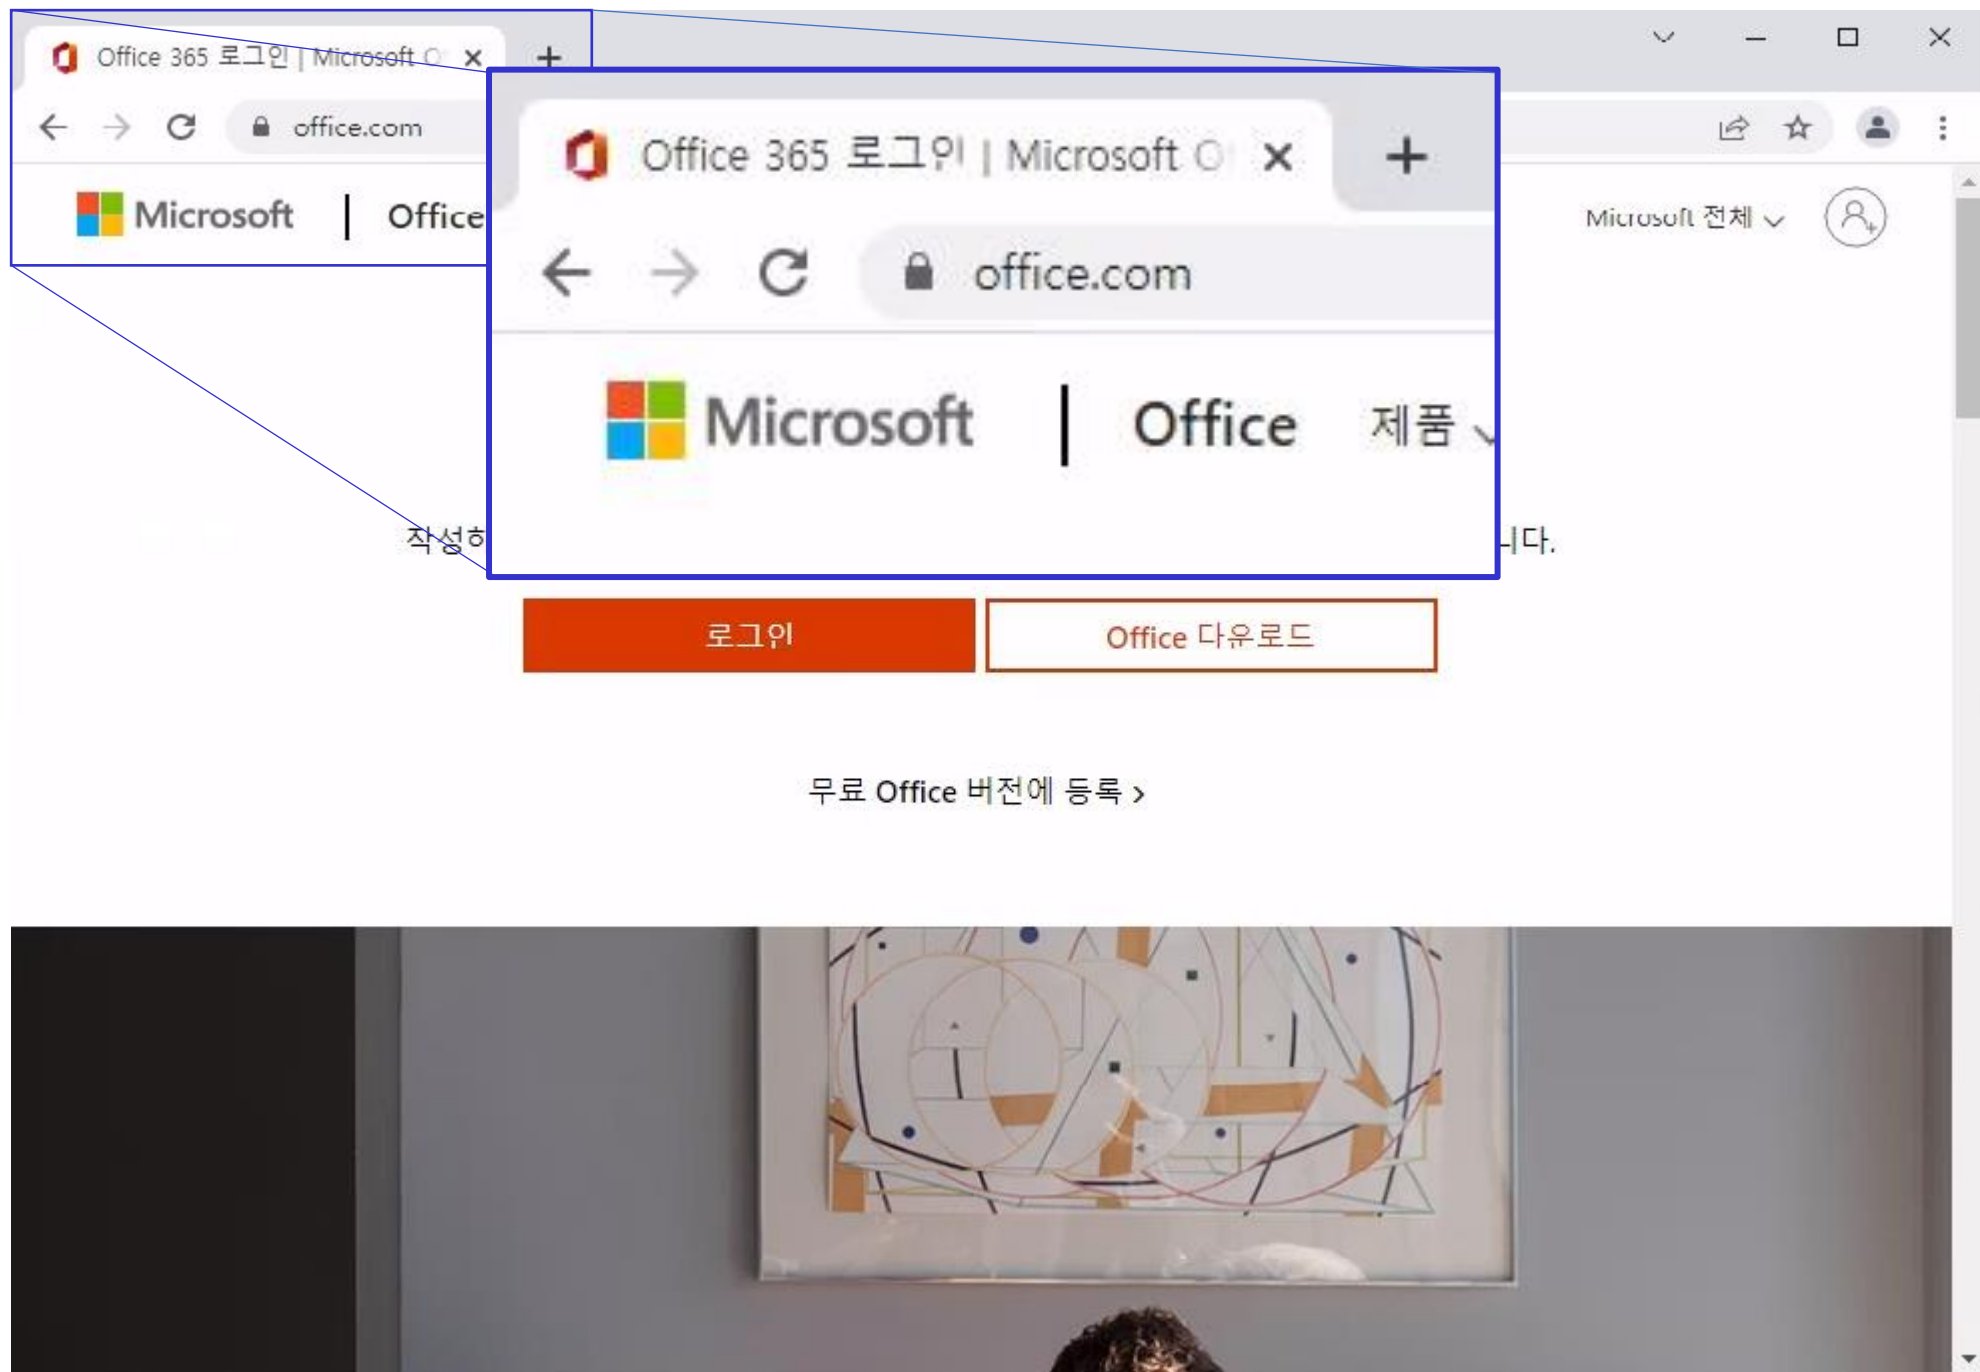 Office 365 로그인 | Microsoft O
office.com
Microsoft | Office
Office 365 로그인 | Microsoft O
office.com
Microsoft | Office 제품
Microsoft 전체
작성하
니다.
로그인
Office 다운로드
무료 Office 버전에 등록 >